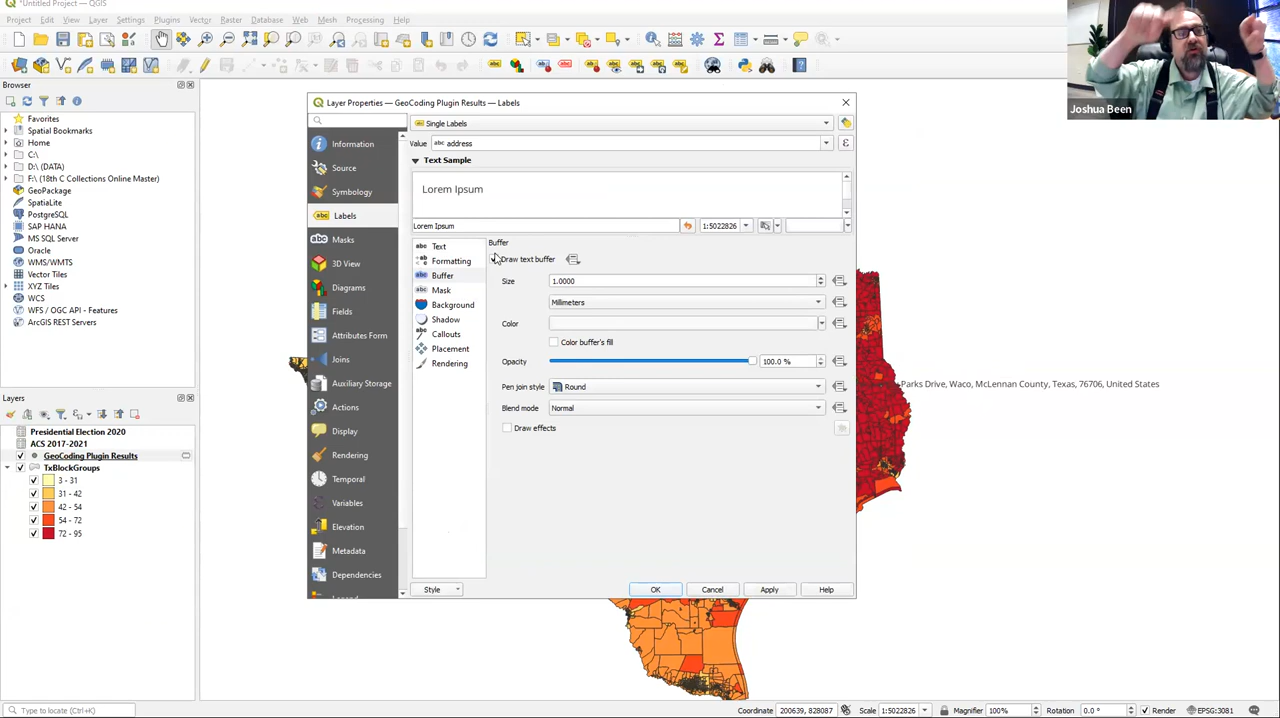 *Untitled Project — QGIS
Project Edit View Layer Settings Plugins Vector Raster Database Web Mesh Processing Help
Joshua Been
Browser
Favorites
Spatial Bookmarks
Home
C:\
D:\ (DATA)
F:\ (18th C Collections Online Master)
GeoPackage
SpatiaLite
PostgreSQL
SAP HANA
MS SQL Server
Oracle
WMS/WMTS
Vector Tiles
XYZ Tiles
WCS
WFS / OGC API - Features
ArcGIS REST Servers
Layers
Presidential Election 2020
ACS 2017-2021
GeoCoding Plugin Results
TxBlockGroups
3 - 31
31 - 42
42 - 54
54 - 72
72 - 95
Layer Properties — GeoCoding Plugin Results — Labels
Information
Source
Symbology
Labels
Masks
3D View
Diagrams
Fields
Attributes Form
Joins
Auxiliary Storage
Actions
Display
Rendering
Temporal
Variables
Elevation
Metadata
Dependencies
Legend
Single Labels
Value abc address
Text Sample
Lorem Ipsum
Lorem Ipsum 1:5022826
Text
Formatting
Buffer
Mask
Background
Shadow
Callouts
Placement
Rendering
Buffer
Draw text buffer
Size 1.0000
Millimeters
Color
Color buffer's fill
Opacity 100.0 %
Pen join style Round
Blend mode Normal
Draw effects
Style OK Cancel Apply Help
Parks Drive, Waco, McLennan County, Texas, 76706, United States
Type to locate (Ctrl+K) Coordinate 200639, 828087 Scale 1:5022826 Magnifier 100% Rotation 0.0 ° Render EPSG:3081